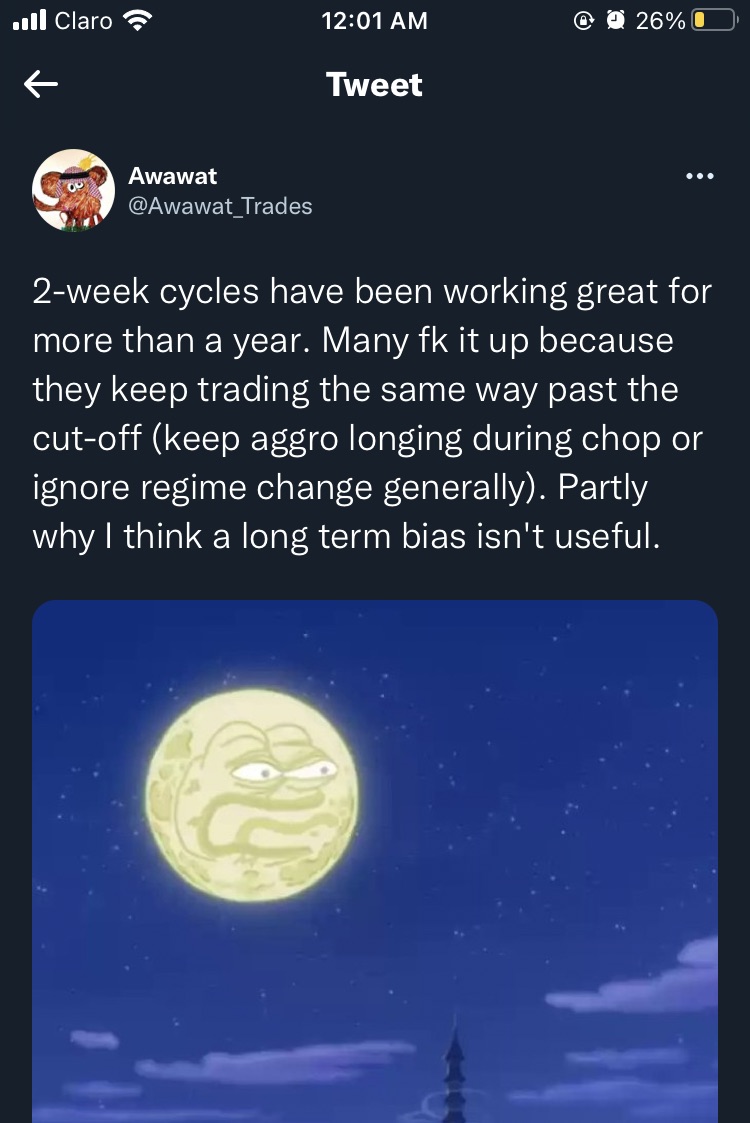 Claro 12:01 AM 26%
Tweet
Awawat
@Awawat_Trades
2-week cycles have been working great for
more than a year. Many fk it up because
they keep trading the same way past the
cut-off (keep aggro longing during chop or
ignore regime change generally). Partly
why I think a long term bias isn't useful.